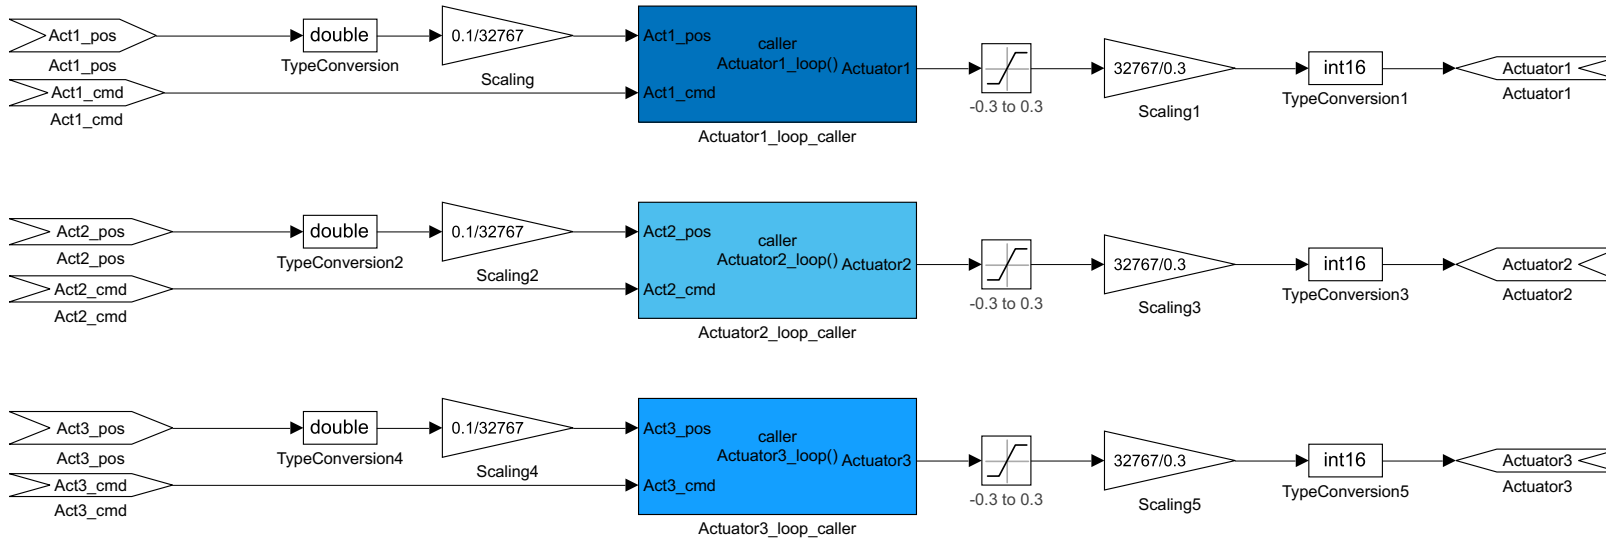 Act1_pos
Act1_pos
double
TypeConversion
0.1/32767
Scaling
Act1_cmd
Act1_cmd
Act1_pos
Act1_cmd
caller
Actuator1_loop()
Actuator1
Actuator1_loop_caller
-0.3 to 0.3
32767/0.3
Scaling1
int16
TypeConversion1
Actuator1
Actuator1
Act2_pos
Act2_pos
double
TypeConversion2
0.1/32767
Scaling2
Act2_cmd
Act2_cmd
Act2_pos
Act2_cmd
caller
Actuator2_loop()
Actuator2
Actuator2_loop_caller
-0.3 to 0.3
32767/0.3
Scaling3
int16
TypeConversion3
Actuator2
Actuator2
Act3_pos
Act3_pos
double
TypeConversion4
0.1/32767
Scaling4
Act3_cmd
Act3_cmd
Act3_pos
Act3_cmd
caller
Actuator3_loop()
Actuator3
Actuator3_loop_caller
-0.3 to 0.3
32767/0.3
Scaling5
int16
TypeConversion5
Actuator3
Actuator3